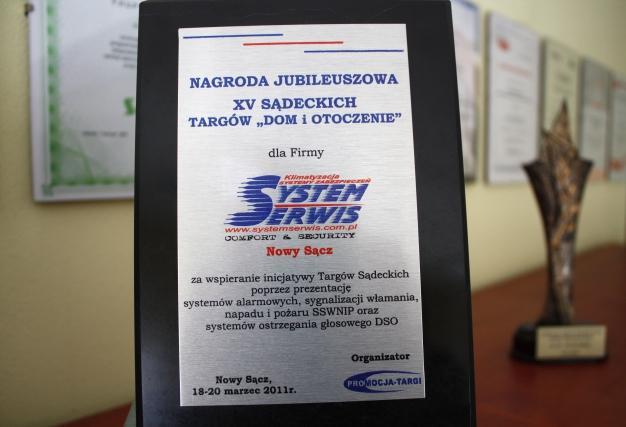 NAGRODA JUBILEUSZOWA
XV SĄDECKICH
TARGÓW „DOM i OTOCZENIE”
dla Firmy
Klimatyzacja
SYSTEMY ZABEZPIECZEŃ
SYSTEM
SERWIS
www.systemserwis.com.pl
COMFORT & SECURITY
Nowy Sącz
za wspieranie inicjatywy Targów Sądeckich
poprzez prezentację
systemów alarmowych, sygnalizacji włamania,
napadu i pożaru SSWNIP oraz
systemów ostrzegania głosowego DSO
Organizator
PROMOCJA-TARGI
Nowy Sącz,
18-20 marzec 2011r.